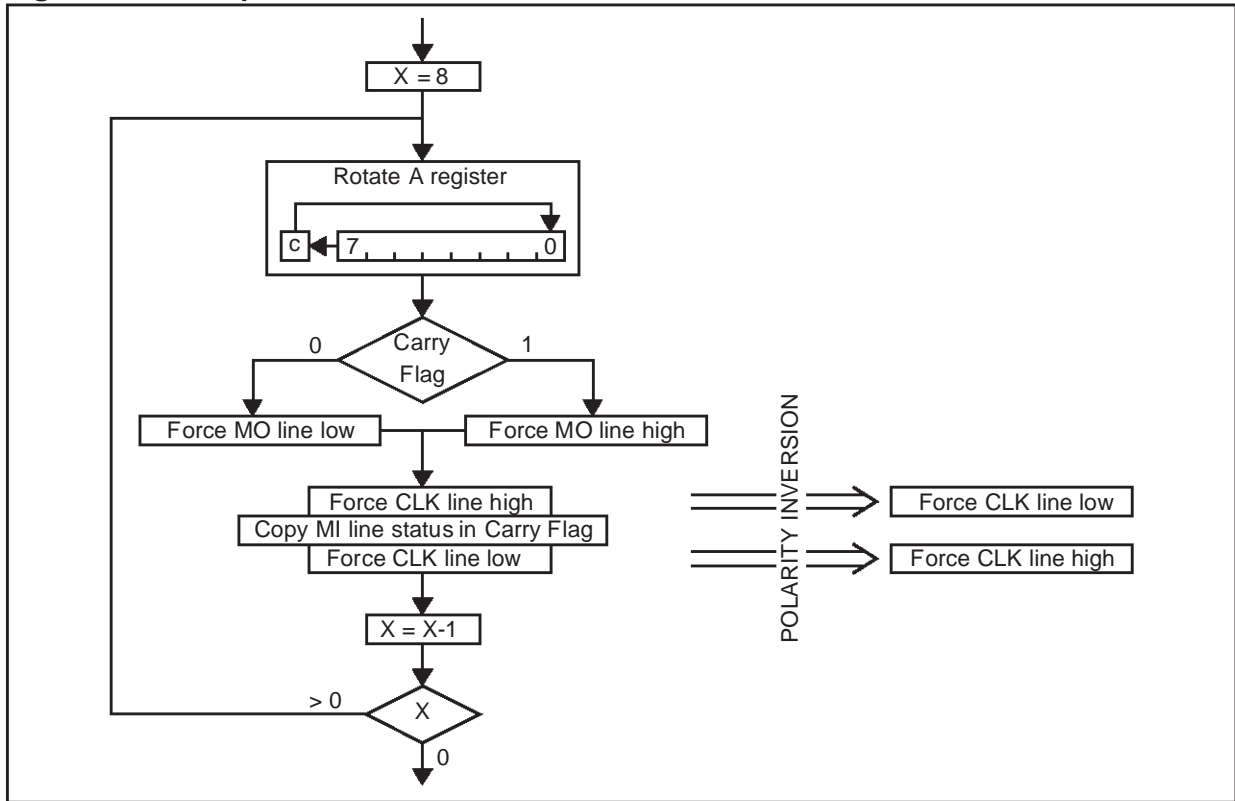 X = 8
Rotate A register
c
7
0
Carry
Flag
0
1
Force MO line low
Force MO line high
Force CLK line high
Copy MI line status in Carry Flag
Force CLK line low
POLARITY INVERSION
Force CLK line low
Force CLK line high
X = X-1
> 0
X
0